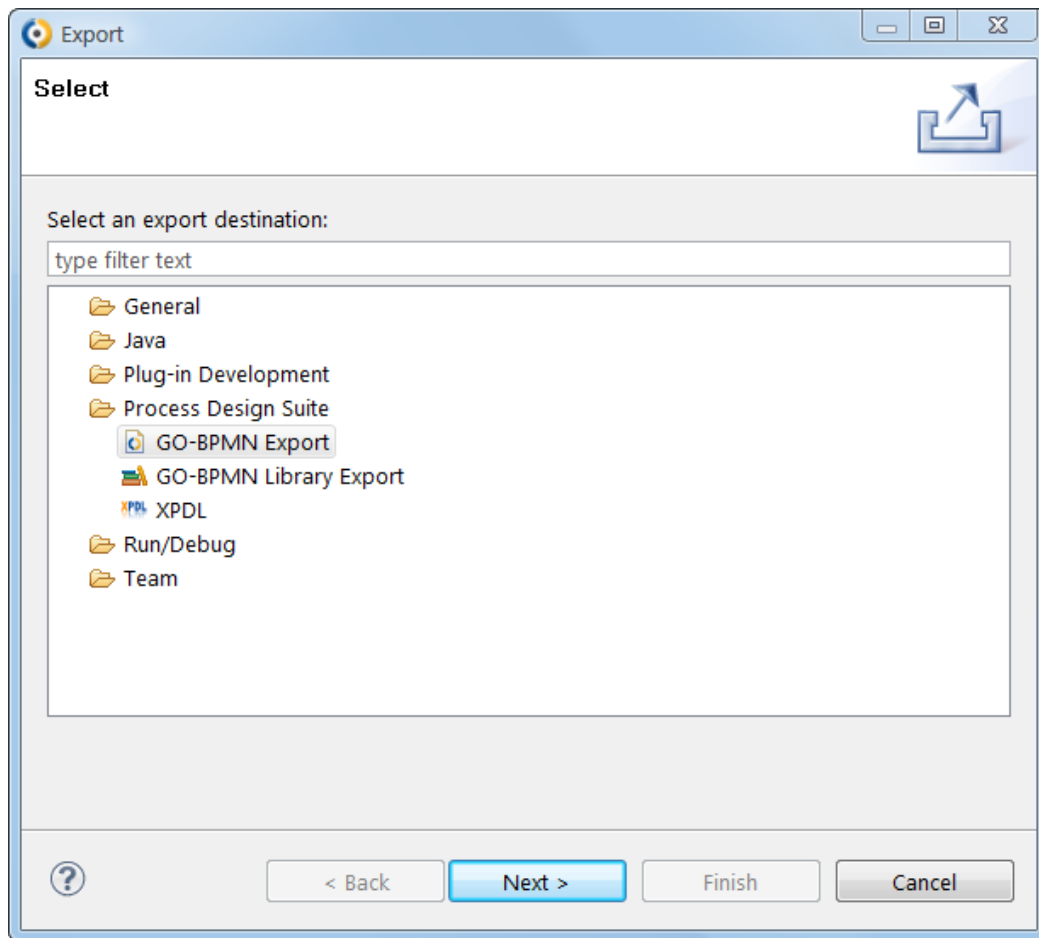 Export
Select
Select an export destination:
type filter text
General
Java
Plug-in Development
Process Design Suite
GO-BPMN Export
GO-BPMN Library Export
XPDL XPDL
Run/Debug
Team
?
< Back Next > Finish Cancel